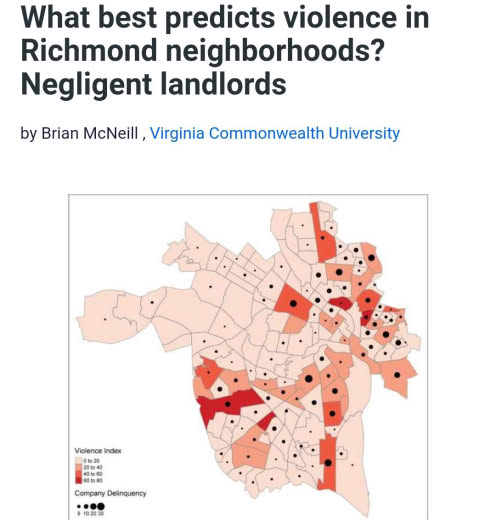 What best predicts violence in
Richmond neighborhoods?
Negligent landlords
by Brian McNeill , Virginia Commonwealth University
Violence Index
0 to 20
20 to 40
40 to 60
60 to 80
Company Delinquency
0 10 20 30